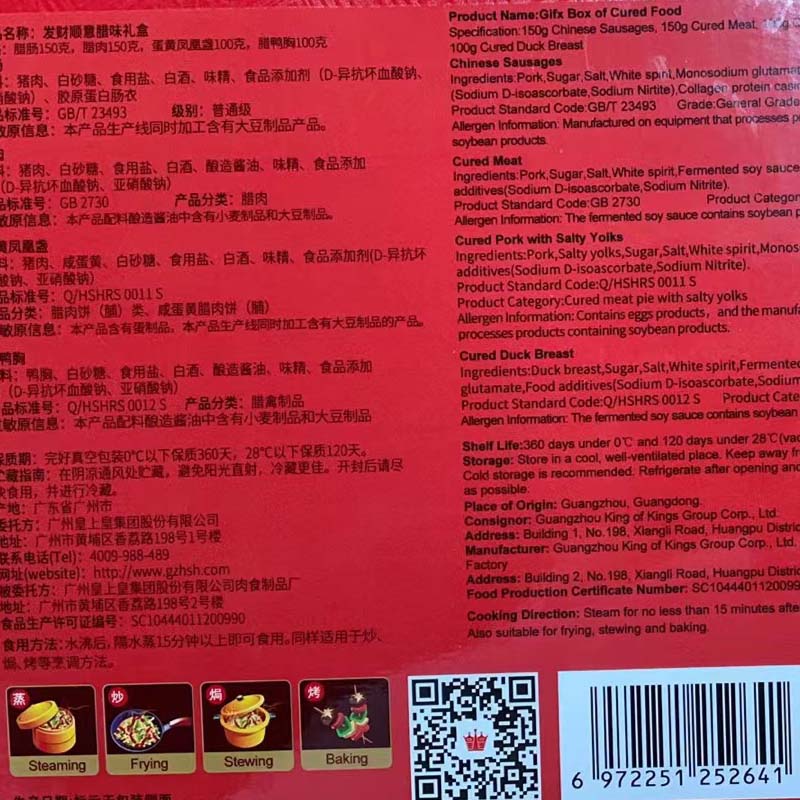 名称：发财顺意腊味礼盒
：腊肠150克，腊肉150克，蛋黄凤凰盏100克，腊鸭胸100克
：猪肉、白砂糖、食用盐、白酒、味精、食品添加剂（D-异抗坏血酸钠、
酸钠）、胶原蛋白肠衣
标准号：GB/T 23493 级别：普通级
敏原信息：本产品生产线同时加工含有大豆制品产品。
：猪肉、白砂糖、食用盐、白酒、酿造酱油、味精、食品添加
（D-异抗坏血酸钠、亚硝酸钠）
标准号：GB 2730 产品分类：腊肉
敏原信息：本产品配料酿造酱油中含有小麦制品和大豆制品。
黄凤凰盏
料：猪肉、咸蛋黄、白砂糖、食用盐、白酒、味精、食品添加剂(D-异抗坏
酸钠、亚硝酸钠）
品标准号：Q/HSHRS 0011 S
分类：腊肉饼（脯）类、咸蛋黄腊肉饼（脯）
敏原信息：本产品含有蛋制品，本产品生产线同时加工含有大豆制品的产品。
鸭胸
料：鸭胸、白砂糖、食用盐、白酒、酿造酱油、味精、食品添加
（D-异抗坏血酸钠、亚硝酸钠）
品标准号：Q/HSHRS 0012 S 产品分类：腊禽制品
敏原信息：本产品配料酿造酱油中含有小麦制品和大豆制品
保质期：完好真空包装0℃以下保质360天，28℃以下保质120天。
贮藏指南：在阴凉通风处贮藏，避免阳光直射，冷藏更佳。开封后请尽
快食用，并进行冷藏。
产地：广东省广州市
委托方：广州皇上皇集团股份有限公司
地址：广州市黄埔区香荔路198号1号楼
联系电话(Tel)：4009-988-489
网址(website)：http://www.gzhsh.com
被委托方：广州皇上皇集团股份有限公司肉食制品厂
地址：广州市黄埔区香荔路198号2号楼
食品生产许可证编号：SC10444011200990
食用方法：水沸后，隔水蒸15分钟以上即可食用。同样适用于炒、
焗、烤等烹调方法。
Product Name:Gifx Box of Cured Food
Specification:150g Chinese Sausages, 150g Cured Meat,
100g Cured Duck Breast
Chinese Sausages
Ingredients:Pork,Sugar,Salt,White spirit,Monosodium glutamat
(Sodium D-isoascorbate,Sodium Nirtite),Collagen protein casin
Product Standard Code:GB/T 23493 Grade:General Grade
Allergen Information: Manufactured on equipment that processes p
soybean products.
Cured Meat
Ingredients:Pork,Sugar,Salt,White spirit,Fermented soy sauce
additives(Sodium D-isoascorbate,Sodium Nitrite).
Product Standard Code:GB 2730 Product Categor
Allergen Information: The fermented soy sauce contains soybean p
Cured Pork with Salty Yolks
Ingredients:Pork,Salty yolks,Sugar,Salt,White spirit,Monos
additives(Sodium D-isoascorbate,Sodium Nitrite).
Product Standard Code:Q/HSHRS 0011 S
Product Category:Cured meat pie with salty yolks
Allergen Information: Contains eggs products，and the manufa
processes products containing soybean products.
Cured Duck Breast
Ingredients:Duck breast,Sugar,Salt,White spirit,Fermented
glutamate,Food additives(Sodium D-isoascorbate,Sodium
Product Standard Code:Q/HSHRS 0012 S Product Cate
Allergen Information: The fermented soy sauce contains soybean
Shelf Life:360 days under 0℃ and 120 days under 28℃(vac
Storage: Store in a cool, well-ventilated place. Keep away fr
Cold storage is recommended. Refrigerate after opening and
as possible.
Place of Origin: Guangzhou, Guangdong.
Consignor: Guangzhou King of Kings Group Corp., Ltd.
Address: Building 1, No.198, Xiangli Road, Huangpu Distric
Manufacturer: Guangzhou King of Kings Group Corp., Ltd.
Factory
Address: Building 2, No.198, Xiangli Road, Huangpu Distric
Food Production Certificate Number: SC1044401120099
Cooking Direction: Steam for no less than 15 minutes after
Also suitable for frying, stewing and baking.
蒸 炒 焗 烤
Steaming Frying Stewing Baking
6 972251 252641